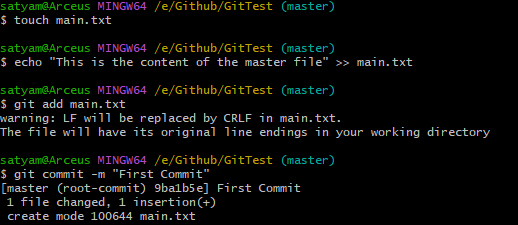 satyam@Arceus MINGW64 /e/Github/GitTest (master)
$ touch main.txt
satyam@Arceus MINGW64 /e/Github/GitTest (master)
$ echo "This is the content of the master file" >> main.txt
satyam@Arceus MINGW64 /e/Github/GitTest (master)
$ git add main.txt
warning: LF will be replaced by CRLF in main.txt.
The file will have its original line endings in your working directory
satyam@Arceus MINGW64 /e/Github/GitTest (master)
$ git commit -m "First Commit"
[master (root-commit) 9ba1b5e] First Commit
 1 file changed, 1 insertion(+)
 create mode 100644 main.txt